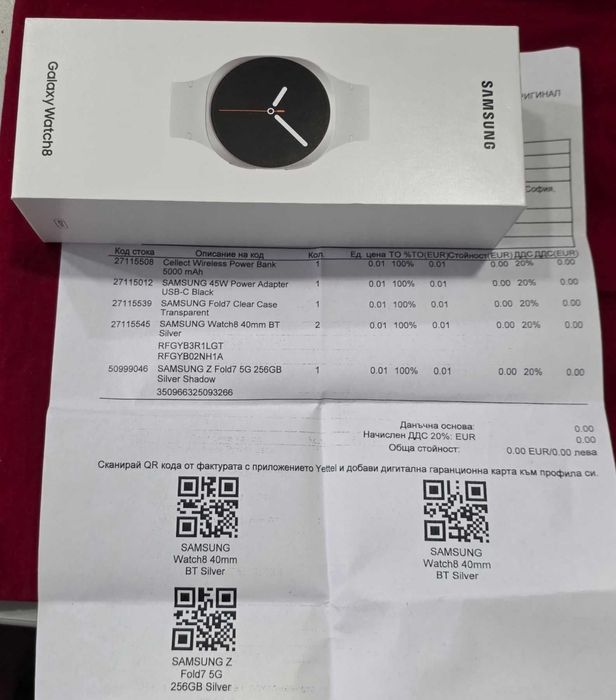 Galaxy Watch8
SAMSUNG
София,
Код стока Описание на код Кол. Ед. цена ТО %ТО(EUR)Стойност(EUR) ДДС ДДС(EUR)
27115508 Cellect Wireless Power Bank 1 0.01 100% 0.01 0.00 20% 0.00
5000 mAh
27115012 SAMSUNG 45W Power Adapter 1 0.01 100% 0.01 0.00 20% 0.00
USB-C Black
27115539 SAMSUNG Fold7 Clear Case 1 0.01 100% 0.01 0.00 20% 0.00
Transparent
27115545 SAMSUNG Watch8 40mm BT 2 0.01 100% 0.01 0.00 20% 0.00
Silver
RFGYB3R1LGT
RFGYB02NH1A
50999046 SAMSUNG Z Fold7 5G 256GB 1 0.01 100% 0.01 0.00 20% 0.00
Silver Shadow
350966325093266
Данъчна основа: 0.00
Начислен ДДС 20%: EUR 0.00
Обща стойност: 0.00 EUR/0.00 лева
Сканирай QR кода от фактурата с приложението Yettel и добави дигитална гаранционна карта към профила си.
SAMSUNG
Watch8 40mm
BT Silver
SAMSUNG
Watch8 40mm
BT Silver
SAMSUNG Z
Fold7 5G
256GB Silver